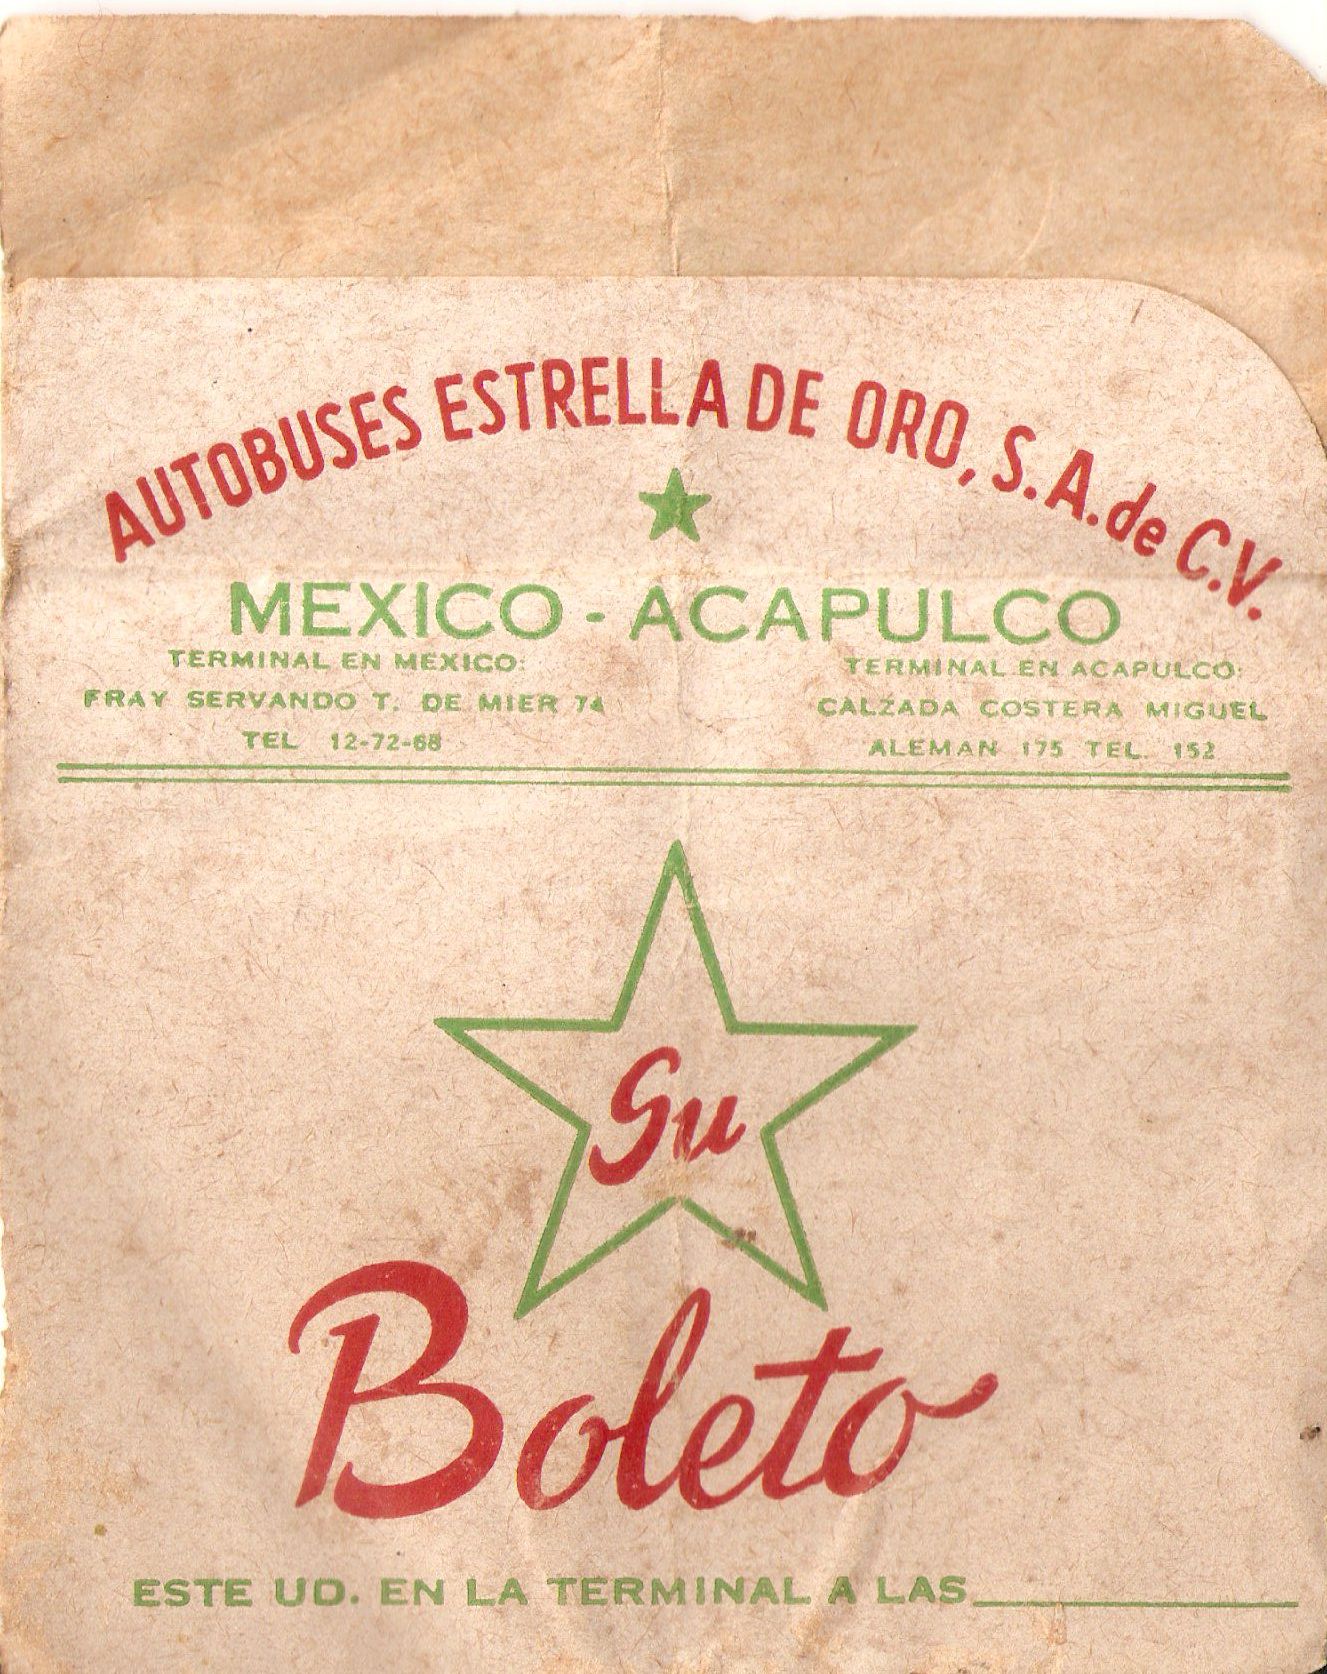 AUTOBUSES ESTRELLA DE ORO, S.A. de C.V.
MEXICO - ACAPULCO
TERMINAL EN MEXICO:
FRAY SERVANDO T. DE MIER 74
TEL 12-72-68
TERMINAL EN ACAPULCO:
CALZADA COSTERA MIGUEL
ALEMAN 175 TEL. 152
Su
Boleto
ESTE UD. EN LA TERMINAL A LAS